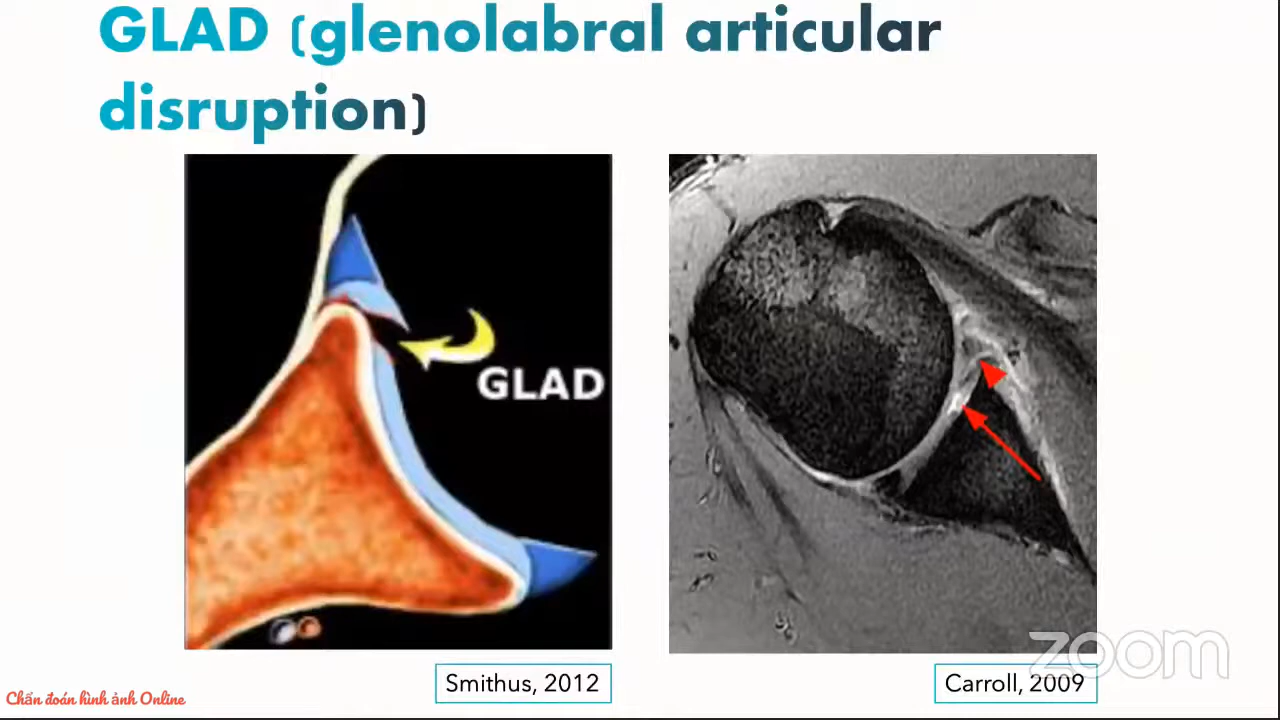 GLAD (glenolabral articular
disruption)
GLAD
zoom
Smithus, 2012
Carroll, 2009
Chẩn đoán hình ảnh Online